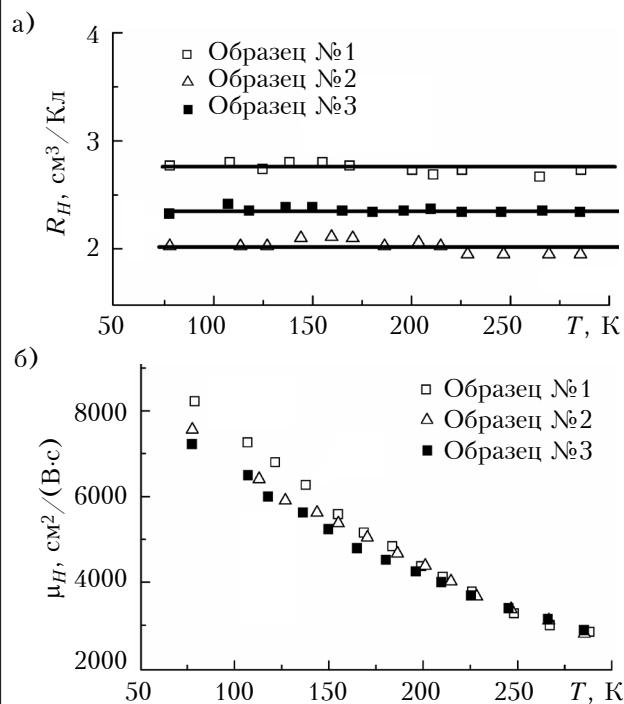 а)
4
3
2
R_H, см³/Кл
□ Образец №1
△ Образец №2
■ Образец №3
50 100 150 200 250 T, К
б)
8000
6000
4000
2000
μ_H, см²/(В·с)
□ Образец №1
△ Образец №2
■ Образец №3
50 100 150 200 250 T, К